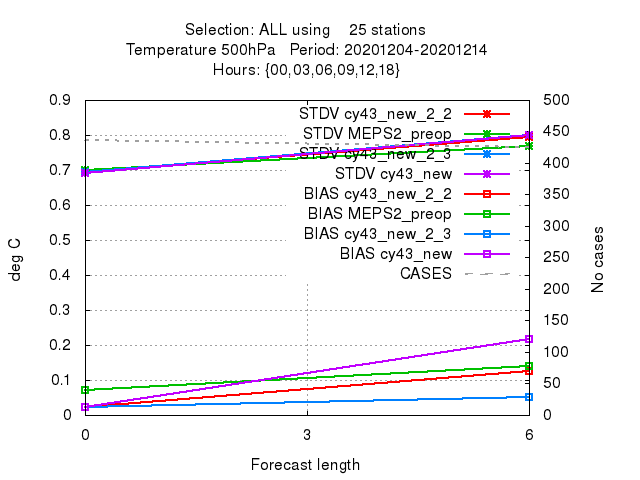 Selection: ALL using 25 stations
Temperature 500hPa Period: 20201204-20201214
Hours: {00,03,06,09,12,18}
STDV cy43_new_2_2
STDV MEPS2_preop
STDV cy43_new_2_3
STDV cy43_new
BIAS cy43_new_2_2
BIAS MEPS2_preop
BIAS cy43_new_2_3
BIAS cy43_new
CASES
0.9
0.8
0.7
0.6
0.5
0.4
0.3
0.2
0.1
0
deg C
500
450
400
350
300
250
200
150
100
50
0
No cases
0 3 6
Forecast length